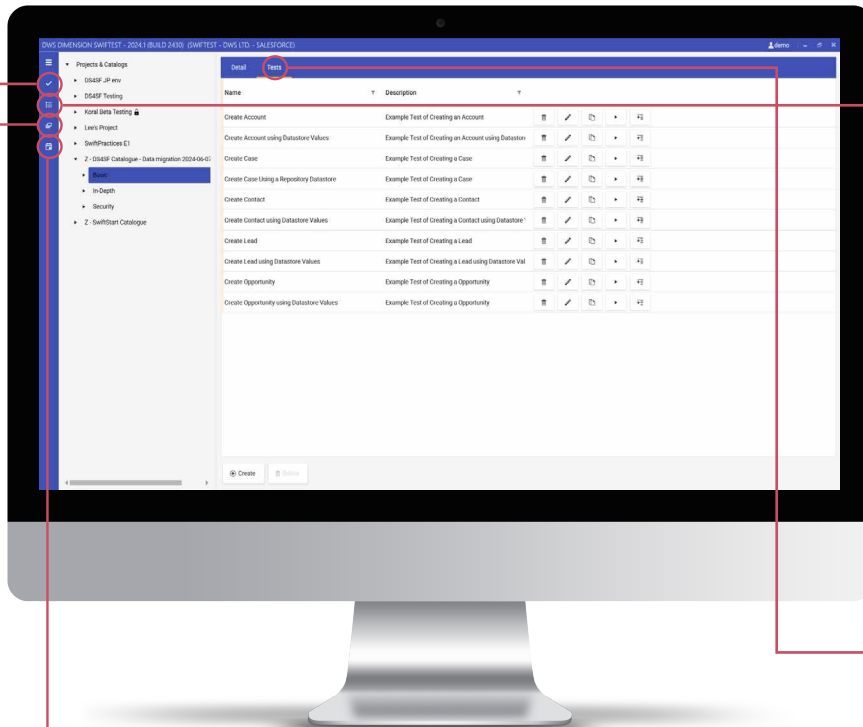 DWS DIMENSION SWIFTEST - 2024.1 (BUILD 2430) (SWIFTEST - DWS LTD. - SALESFORCE)
demo
Projects & Catalogs
DS4SF JP env
DS4SF Testing
Koral Beta Testing
Lee's Project
SwiftPractices E1
Z - DS4SF Catalogue - Data migration 2024-06-0
Basic
In-Depth
Security
Z - SwiftStart Catalogue
Detail
Tests
Name
Description
Create Account
Example Test of Creating an Account
Create Account using Datastore Values
Example Test of Creating an Account using Dataston
Create Case
Example Test of Creating a Case
Create Case Using a Repository Datastore
Example Test of Creating a Case
Create Contact
Example Test of Creating a Contact
Create Contact using Datastore Values
Example Test of Creating a Contact using Datastore
Create Lead
Example Test of Creating a Lead
Create Lead using Datastore Values
Example Test of Creating a Lead using Datastore Val
Create Opportunity
Example Test of Creating a Opportunity
Create Opportunity using Datastore Values
Example Test of Creating a Opportunity
Create
Delete